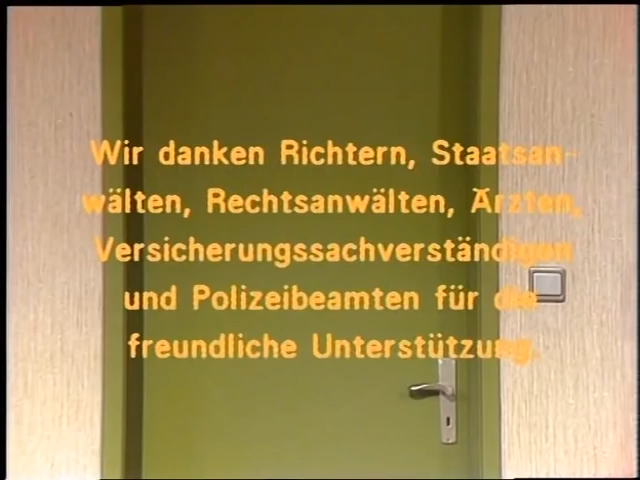 Wir danken Richtern, Staatsan-
wälten, Rechtsanwälten, Ärzten,
Versicherungssachverständigen
und Polizeibeamten für die
freundliche Unterstützung.